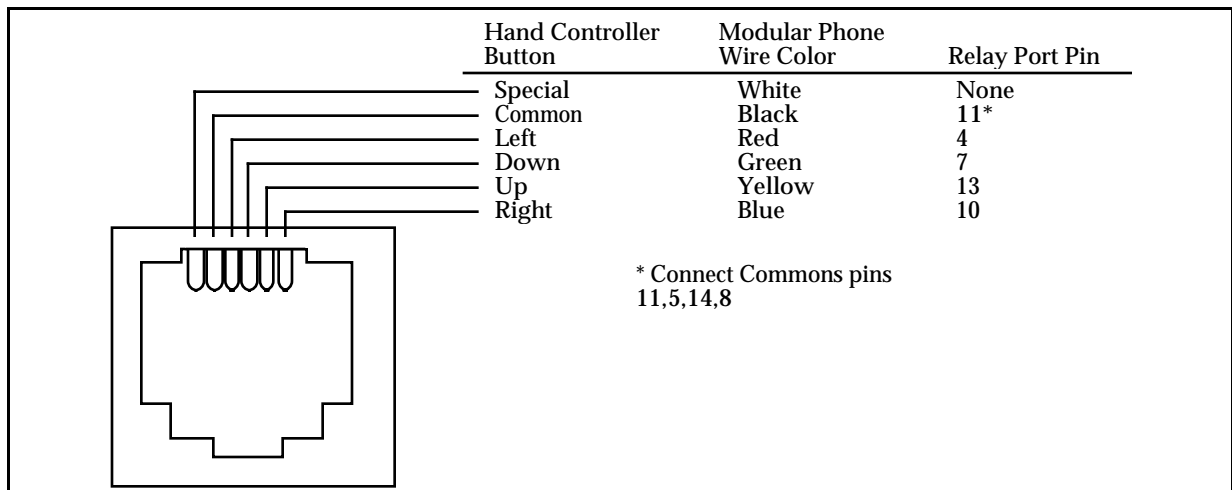 Hand Controller Button Modular Phone Wire Color Relay Port Pin
Special White None
Common Black 11*
Left Red 4
Down Green 7
Up Yellow 13
Right Blue 10
* Connect Commons pins
11,5,14,8